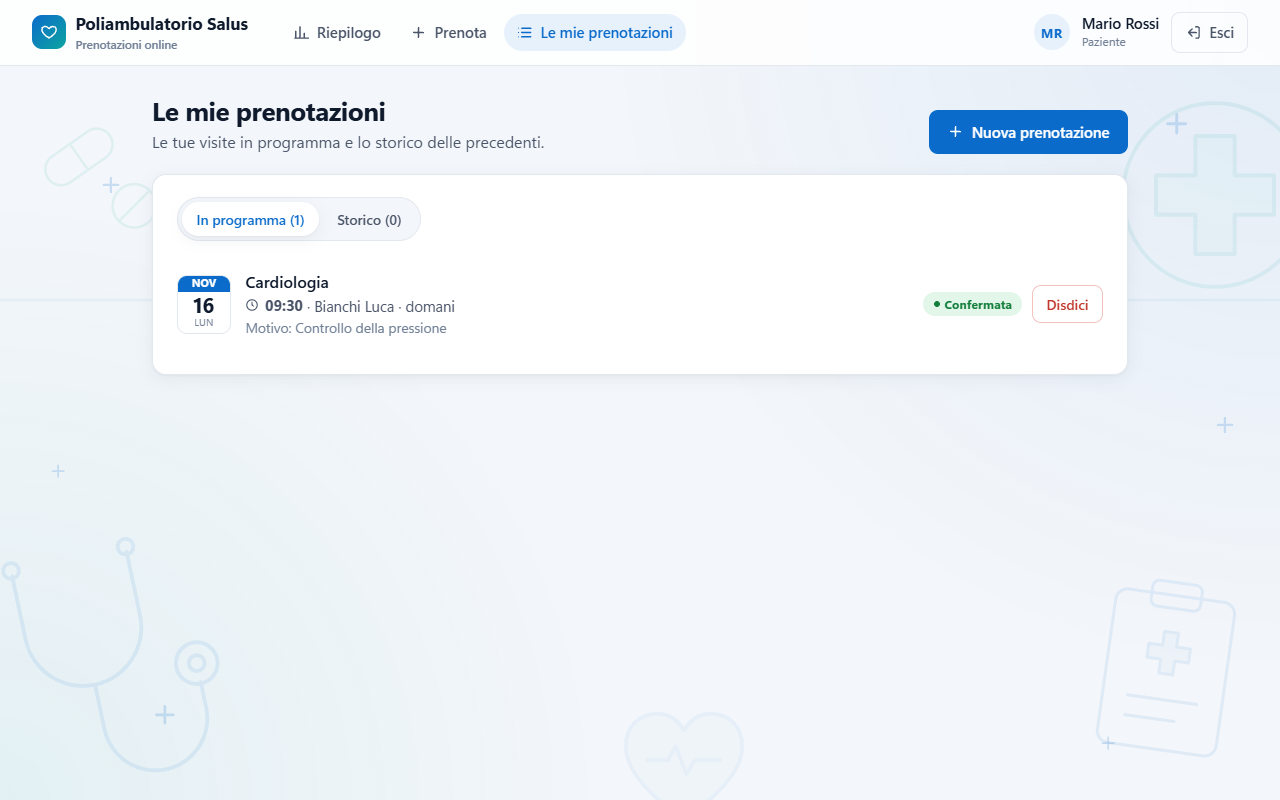 Poliambulatorio Salus
Prenotazioni online
Riepilogo
Prenota
Le mie prenotazioni
MR
Mario Rossi
Paziente
Esci
Le mie prenotazioni
Le tue visite in programma e lo storico delle precedenti.
Nuova prenotazione
In programma (1)
Storico (0)
NOV
16
LUN
Cardiologia
09:30 · Bianchi Luca · domani
Motivo: Controllo della pressione
Confermata
Disdici